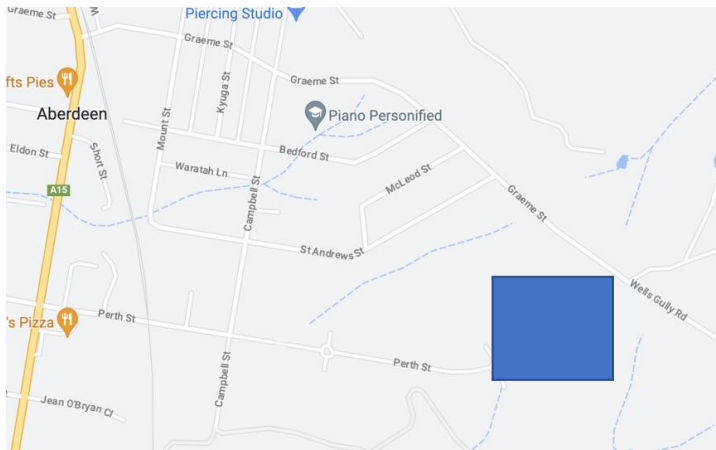 Graeme St
Piercing Studio
Graeme St
Graeme St
fts Pies
Kyuga St
Aberdeen
Piano Personified
Mount St
Eldon St
Short St
Bedford St
Waratah Ln
McLeod St
A15
Campbell St
Graeme St
St Andrews St
Wells Gully Rd
's Pizza
Perth St
Perth St
Campbell St
Jean O'Bryan Cl